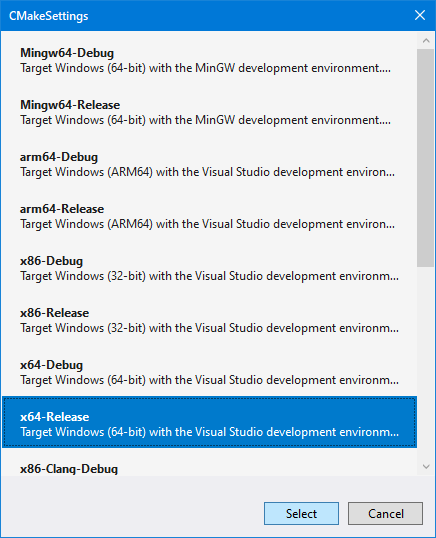 CMakeSettings
Mingw64-Debug
Target Windows (64-bit) with the MinGW development environment....
Mingw64-Release
Target Windows (64-bit) with the MinGW development environment....
arm64-Debug
Target Windows (ARM64) with the Visual Studio development environ...
arm64-Release
Target Windows (ARM64) with the Visual Studio development environ...
x86-Debug
Target Windows (32-bit) with the Visual Studio development environm...
x86-Release
Target Windows (32-bit) with the Visual Studio development environm...
x64-Debug
Target Windows (64-bit) with the Visual Studio development environm...
x64-Release
Target Windows (64-bit) with the Visual Studio development environm...
x86-Clang-Debug
Select Cancel